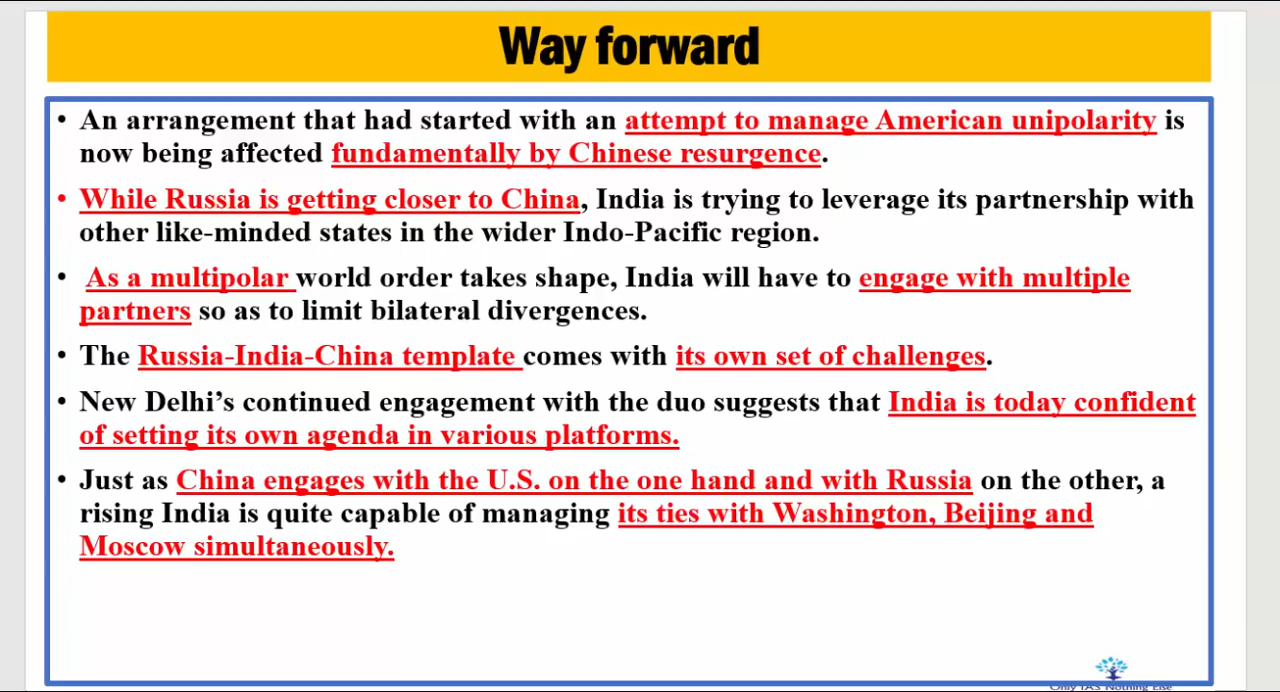 Way forward
• An arrangement that had started with an attempt to manage American unipolarity is
now being affected fundamentally by Chinese resurgence.
• While Russia is getting closer to China, India is trying to leverage its partnership with
other like-minded states in the wider Indo-Pacific region.
• As a multipolar world order takes shape, India will have to engage with multiple
partners so as to limit bilateral divergences.
• The Russia-India-China template comes with its own set of challenges.
• New Delhi’s continued engagement with the duo suggests that India is today confident
of setting its own agenda in various platforms.
• Just as China engages with the U.S. on the one hand and with Russia on the other, a
rising India is quite capable of managing its ties with Washington, Beijing and
Moscow simultaneously.
Only IAS Nothing Else